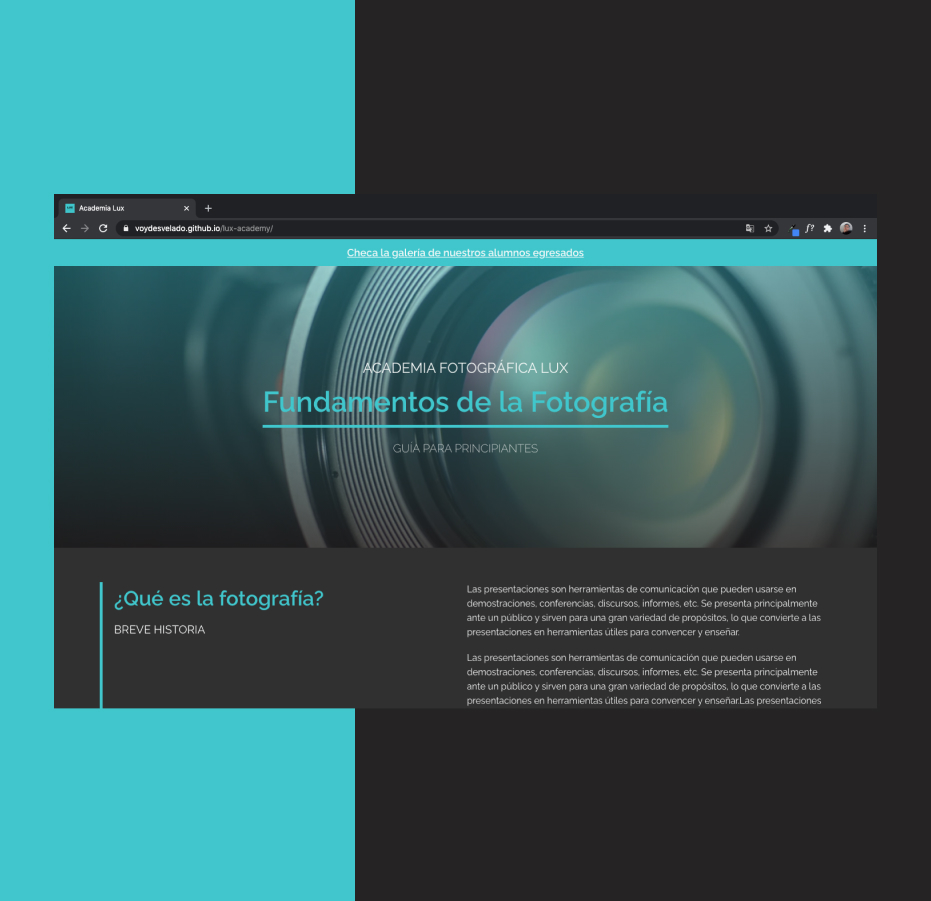 Academia Lux
voydesvelado.github.io/lux-academy/
f?
Checa la galería de nuestros alumnos egresados
ACADEMIA FOTOGRÁFICA LUX
Fundamentos de la Fotografía
GUÍA PARA PRINCIPIANTES
¿Qué es la fotografía?
BREVE HISTORIA
Las presentaciones son herramientas de comunicación que pueden usarse en
demostraciones, conferencias, discursos, informes, etc. Se presenta principalmente
ante un público y sirven para una gran variedad de propósitos, lo que convierte a las
presentaciones en herramientas útiles para convencer y enseñar.
Las presentaciones son herramientas de comunicación que pueden usarse en
demostraciones, conferencias, discursos, informes, etc. Se presenta principalmente
ante un público y sirven para una gran variedad de propósitos, lo que convierte a las
presentaciones en herramientas útiles para convencer y enseñar.Las presentaciones